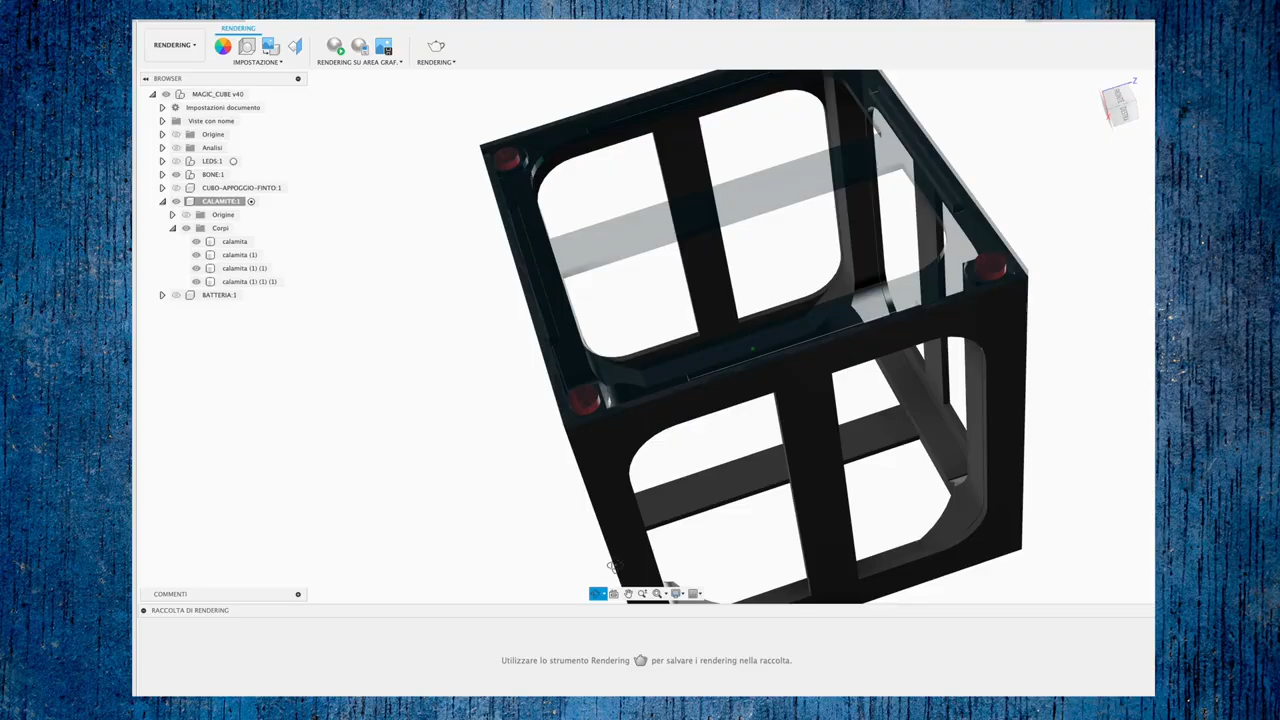 RENDERING
RENDERING
IMPOSTAZIONE
RENDERING SU AREA GRAF.
RENDERING
BROWSER
MAGIC_CUBE v40
Impostazioni documento
Viste con nome
Origine
Analisi
LEDS:1
BONE:1
CUBO-APPOGGIO-FINTO:1
CALAMITE:1
Origine
Corpi
calamita
calamita (1)
calamita (1) (1)
calamita (1) (1) (1)
BATTERIA:1
Z
COMMENTI
RACCOLTA DI RENDERING
Utilizzare lo strumento Rendering per salvare i rendering nella raccolta.